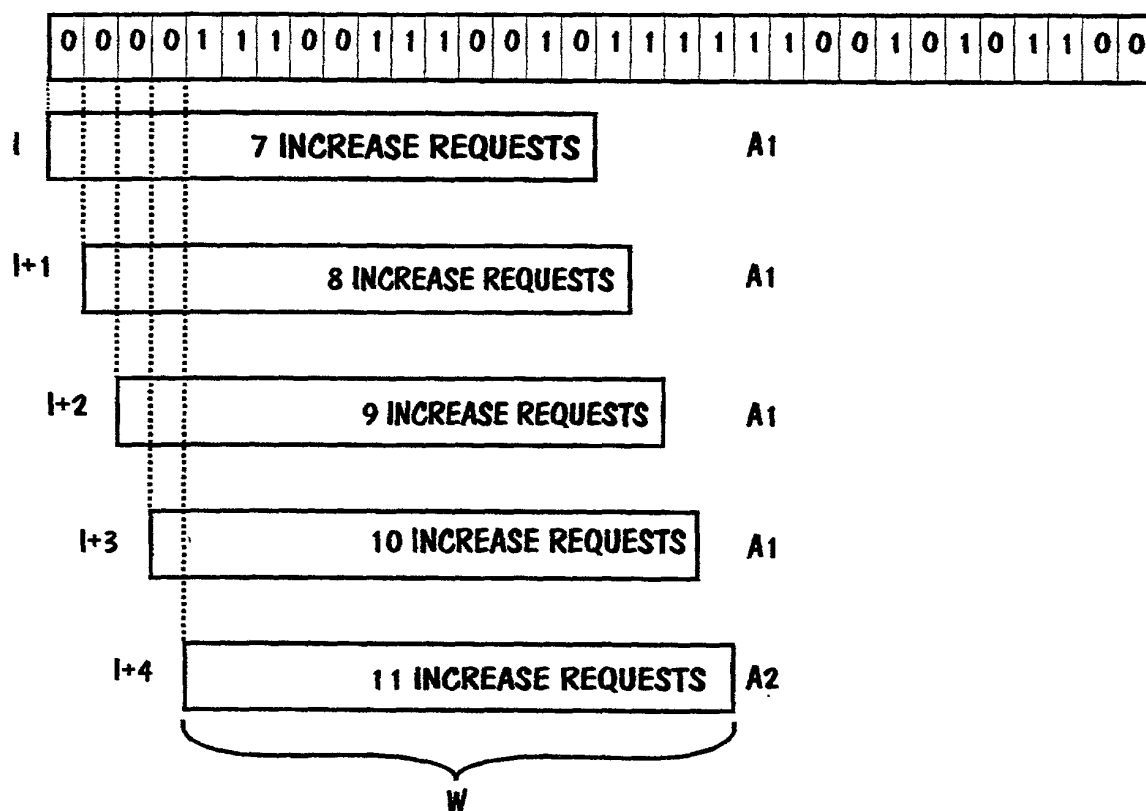 0 0 0 0 1 1 1 0 0 1 1 1 0 0 1 0 1 1 1 1 1 1 0 0 1 0 1 0 1 1 0 0
I 7 INCREASE REQUESTS A1
I+1 8 INCREASE REQUESTS A1
I+2 9 INCREASE REQUESTS A1
I+3 10 INCREASE REQUESTS A1
I+4 11 INCREASE REQUESTS A2
W